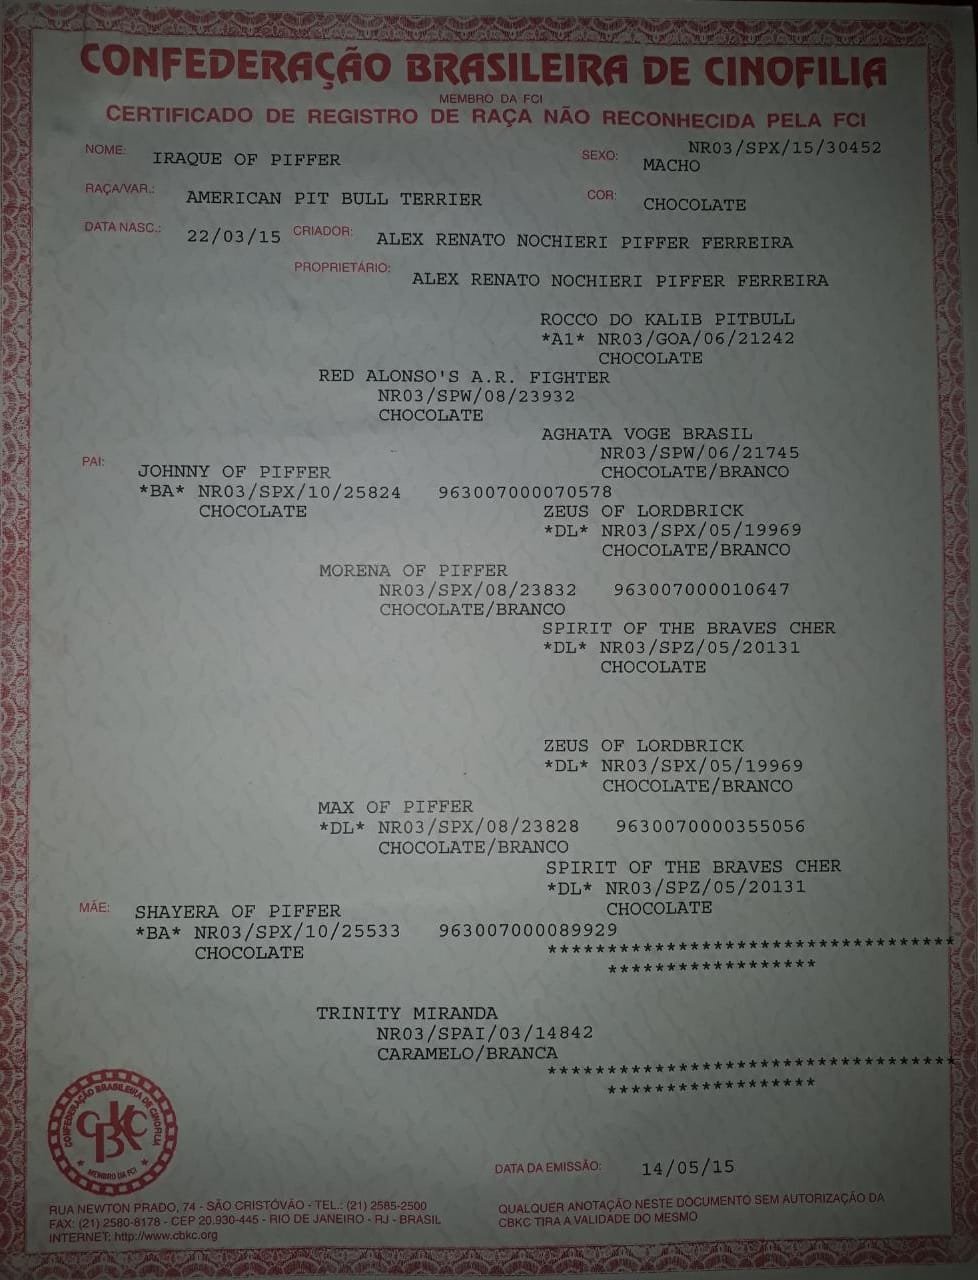 CONFEDERAÇÃO BRASILEIRA DE CINOFILIA
MEMBRO DA FCI
CERTIFICADO DE REGISTRO DE RAÇA NÃO RECONHECIDA PELA FCI
NR03/SPX/15/30452
NOME: IRAQUE OF PIFFER SEXO: MACHO
RAÇA/VAR.: AMERICAN PIT BULL TERRIER COR: CHOCOLATE
DATA NASC.: 22/03/15 CRIADOR: ALEX RENATO NOCHIERI PIFFER FERREIRA
PROPRIETÁRIO: ALEX RENATO NOCHIERI PIFFER FERREIRA
ROCCO DO KALIB PITBULL
*A1* NR03/GOA/06/21242
CHOCOLATE
RED ALONSO'S A.R. FIGHTER
NR03/SPW/08/23932
CHOCOLATE
AGHATA VOGE BRASIL
NR03/SPW/06/21745
CHOCOLATE/BRANCO
PAI: JOHNNY OF PIFFER
*BA* NR03/SPX/10/25824 963007000070578
CHOCOLATE
ZEUS OF LORDBRICK
*DL* NR03/SPX/05/19969
CHOCOLATE/BRANCO
MORENA OF PIFFER
NR03/SPX/08/23832 963007000010647
CHOCOLATE/BRANCO
SPIRIT OF THE BRAVES CHER
*DL* NR03/SPZ/05/20131
CHOCOLATE
ZEUS OF LORDBRICK
*DL* NR03/SPX/05/19969
CHOCOLATE/BRANCO
MAX OF PIFFER
*DL* NR03/SPX/08/23828 9630070000355056
CHOCOLATE/BRANCO
SPIRIT OF THE BRAVES CHER
*DL* NR03/SPZ/05/20131
CHOCOLATE
MÃE: SHAYERA OF PIFFER
*BA* NR03/SPX/10/25533 963007000089929
CHOCOLATE
***********************************
******************
TRINITY MIRANDA
NR03/SPAI/03/14842
CARAMELO/BRANCA
***********************************
******************
CONFEDERAÇÃO BRASILEIRA DE CINOFILIA
CBKC
MEMBRO DA FCI
DATA DA EMISSÃO: 14/05/15
RUA NEWTON PRADO, 74 - SÃO CRISTÓVÃO - TEL.: (21) 2585-2500
FAX: (21) 2580-8178 - CEP 20.930-445 - RIO DE JANEIRO - RJ - BRASIL
INTERNET: http://www.cbkc.org
QUALQUER ANOTAÇÃO NESTE DOCUMENTO SEM AUTORIZAÇÃO DA
CBKC TIRA A VALIDADE DO MESMO